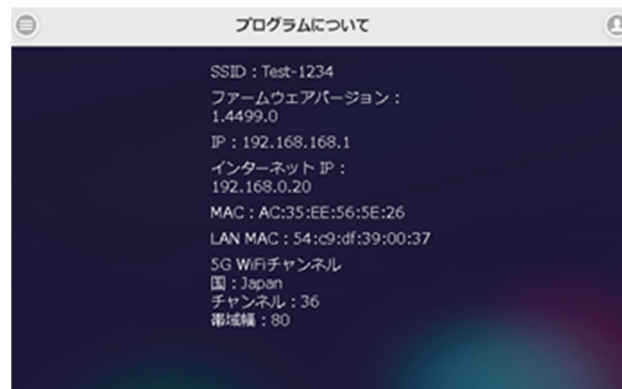 プログラムについて
SSID：Test-1234
ファームウェアバージョン：
1.4499.0
IP：192.168.168.1
インターネット IP：
192.168.0.20
MAC：AC:35:EE:56:5E:26
LAN MAC：54:c9:df:39:00:37
5G WiFiチャンネル
国：Japan
チャンネル：36
帯域幅：80